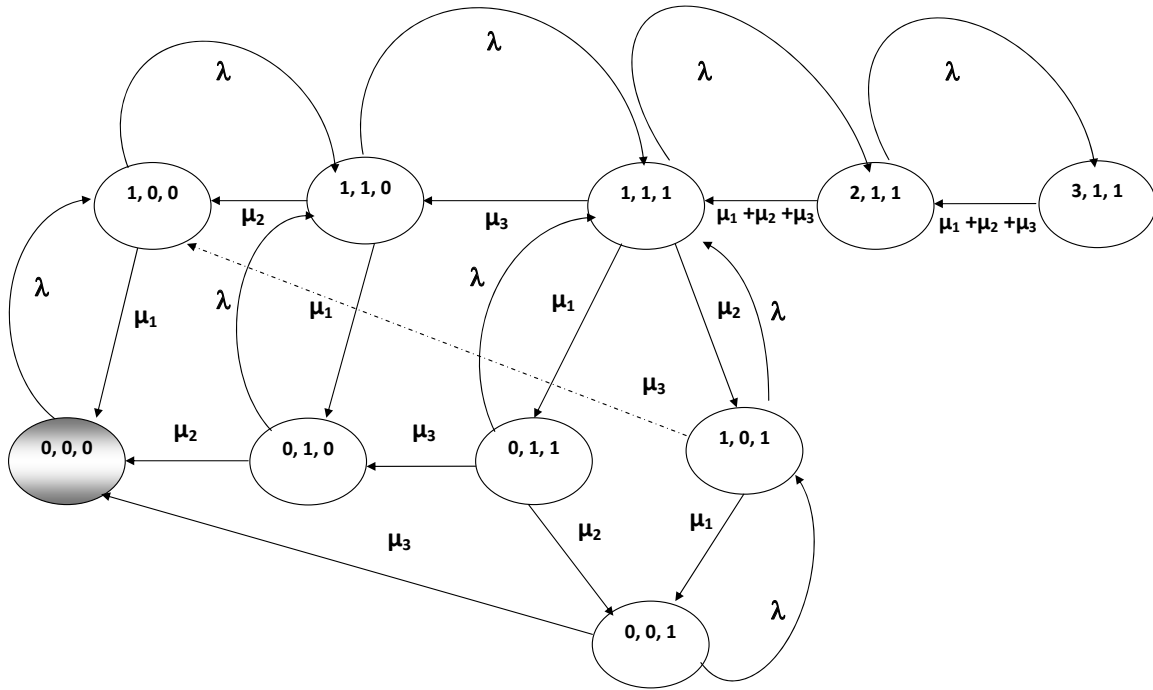 λ
λ
λ
λ
1, 0, 0
1, 1, 0
1, 1, 1
2, 1, 1
3, 1, 1
μ2
μ3
μ1 +μ2 +μ3
μ1 +μ2 +μ3
λ
μ1
λ
μ1
λ
μ1
μ2
λ
μ3
0, 0, 0
μ2
0, 1, 0
μ3
0, 1, 1
1, 0, 1
μ3
μ2
μ1
λ
0, 0, 1